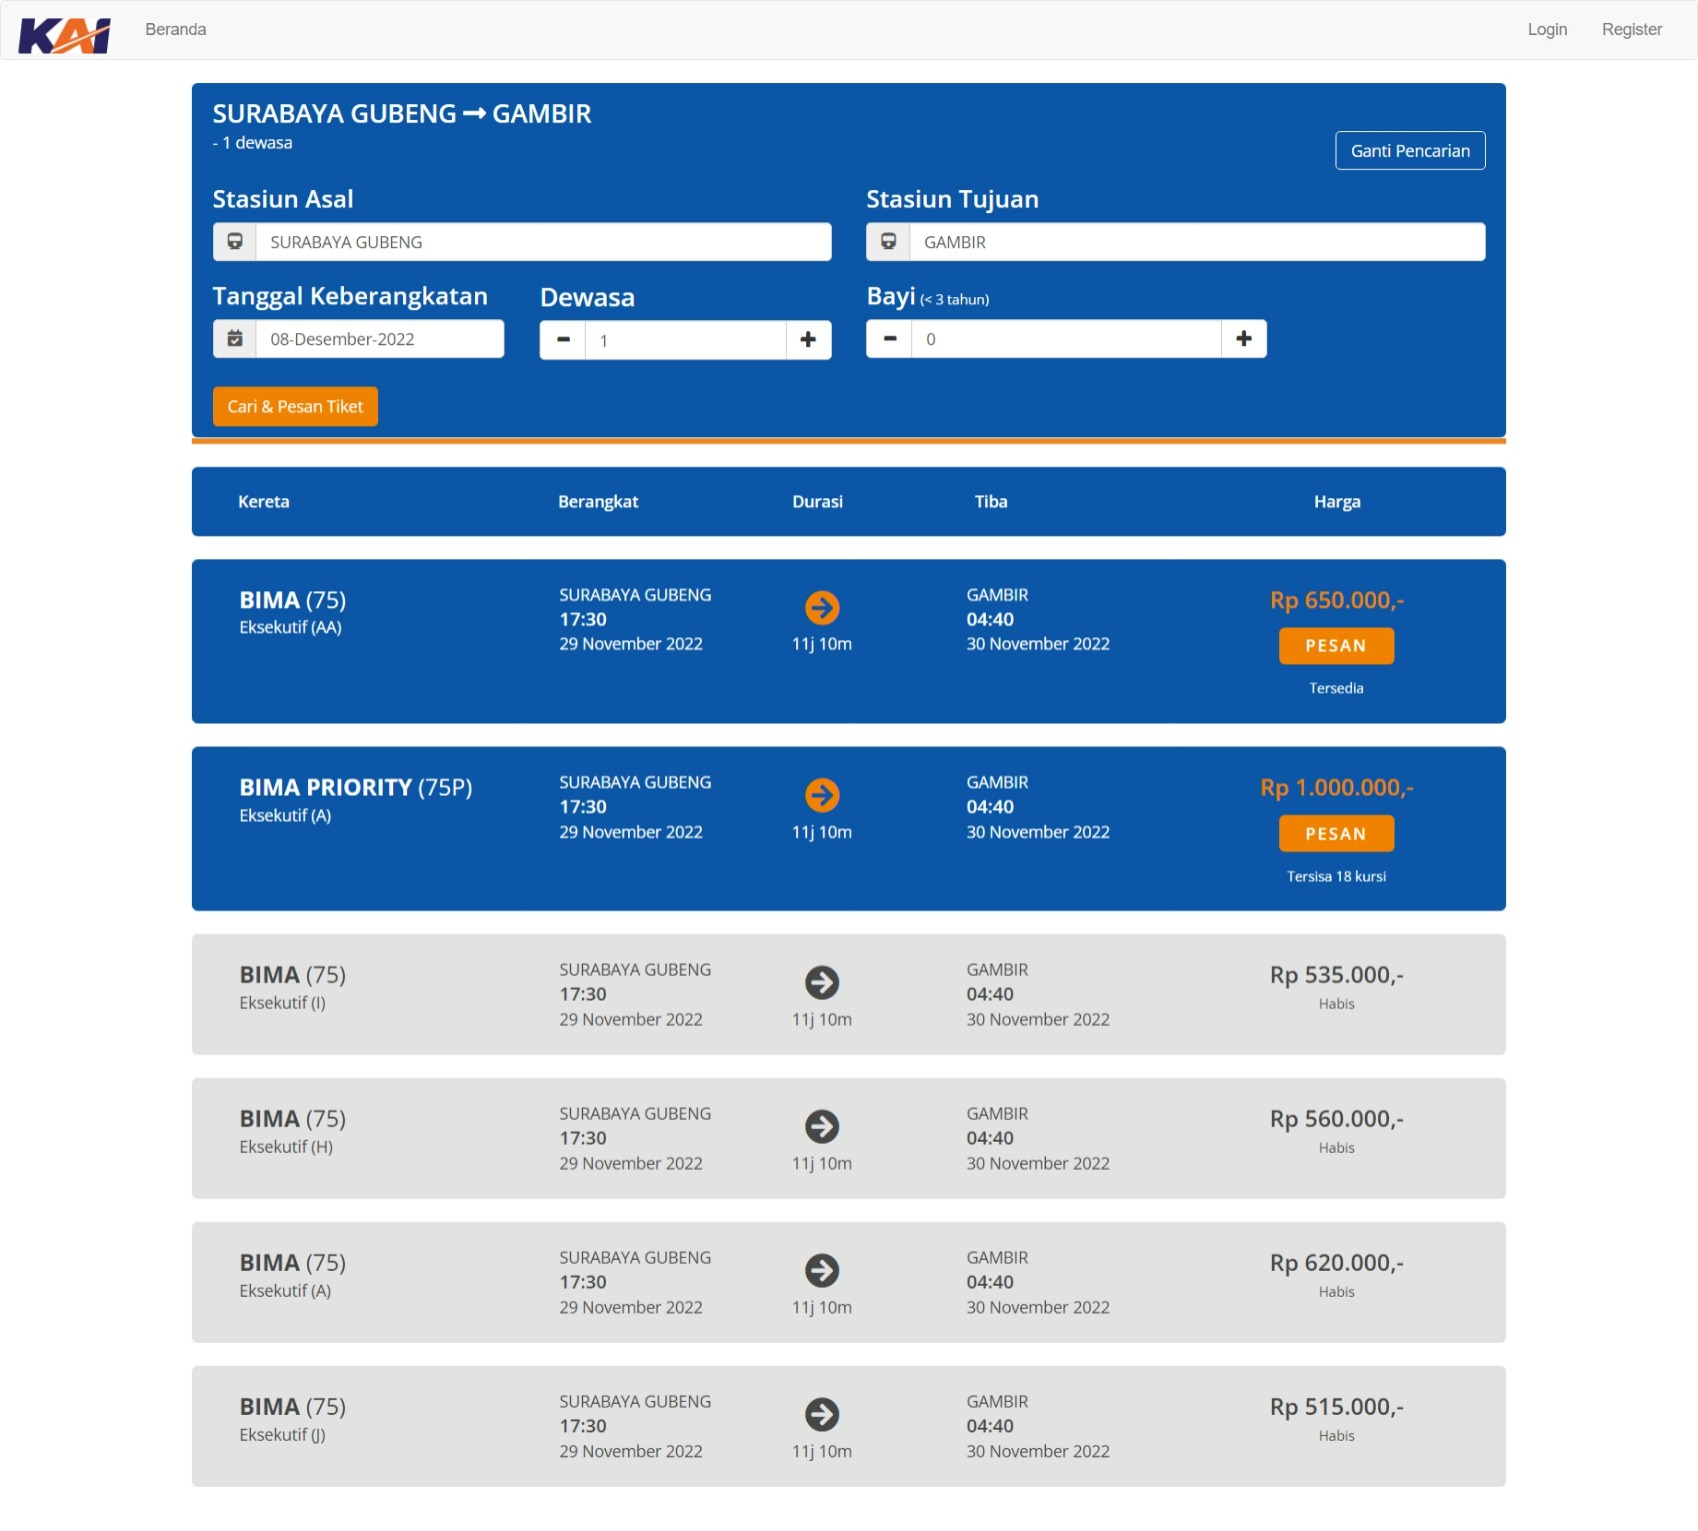 KAI Beranda Login Register
SURABAYA GUBENG → GAMBIR
- 1 dewasa
Ganti Pencarian
Stasiun Asal
SURABAYA GUBENG
Stasiun Tujuan
GAMBIR
Tanggal Keberangkatan
08-Desember-2022
Dewasa
1
Bayi (< 3 tahun)
0
Cari & Pesan Tiket
Kereta Berangkat Durasi Tiba Harga
BIMA (75)
Eksekutif (AA)
SURABAYA GUBENG
17:30
29 November 2022
11j 10m
GAMBIR
04:40
30 November 2022
Rp 650.000,-
PESAN
Tersedia
BIMA PRIORITY (75P)
Eksekutif (A)
SURABAYA GUBENG
17:30
29 November 2022
11j 10m
GAMBIR
04:40
30 November 2022
Rp 1.000.000,-
PESAN
Tersisa 18 kursi
BIMA (75)
Eksekutif (I)
SURABAYA GUBENG
17:30
29 November 2022
11j 10m
GAMBIR
04:40
30 November 2022
Rp 535.000,-
Habis
BIMA (75)
Eksekutif (H)
SURABAYA GUBENG
17:30
29 November 2022
11j 10m
GAMBIR
04:40
30 November 2022
Rp 560.000,-
Habis
BIMA (75)
Eksekutif (A)
SURABAYA GUBENG
17:30
29 November 2022
11j 10m
GAMBIR
04:40
30 November 2022
Rp 620.000,-
Habis
BIMA (75)
Eksekutif (J)
SURABAYA GUBENG
17:30
29 November 2022
11j 10m
GAMBIR
04:40
30 November 2022
Rp 515.000,-
Habis